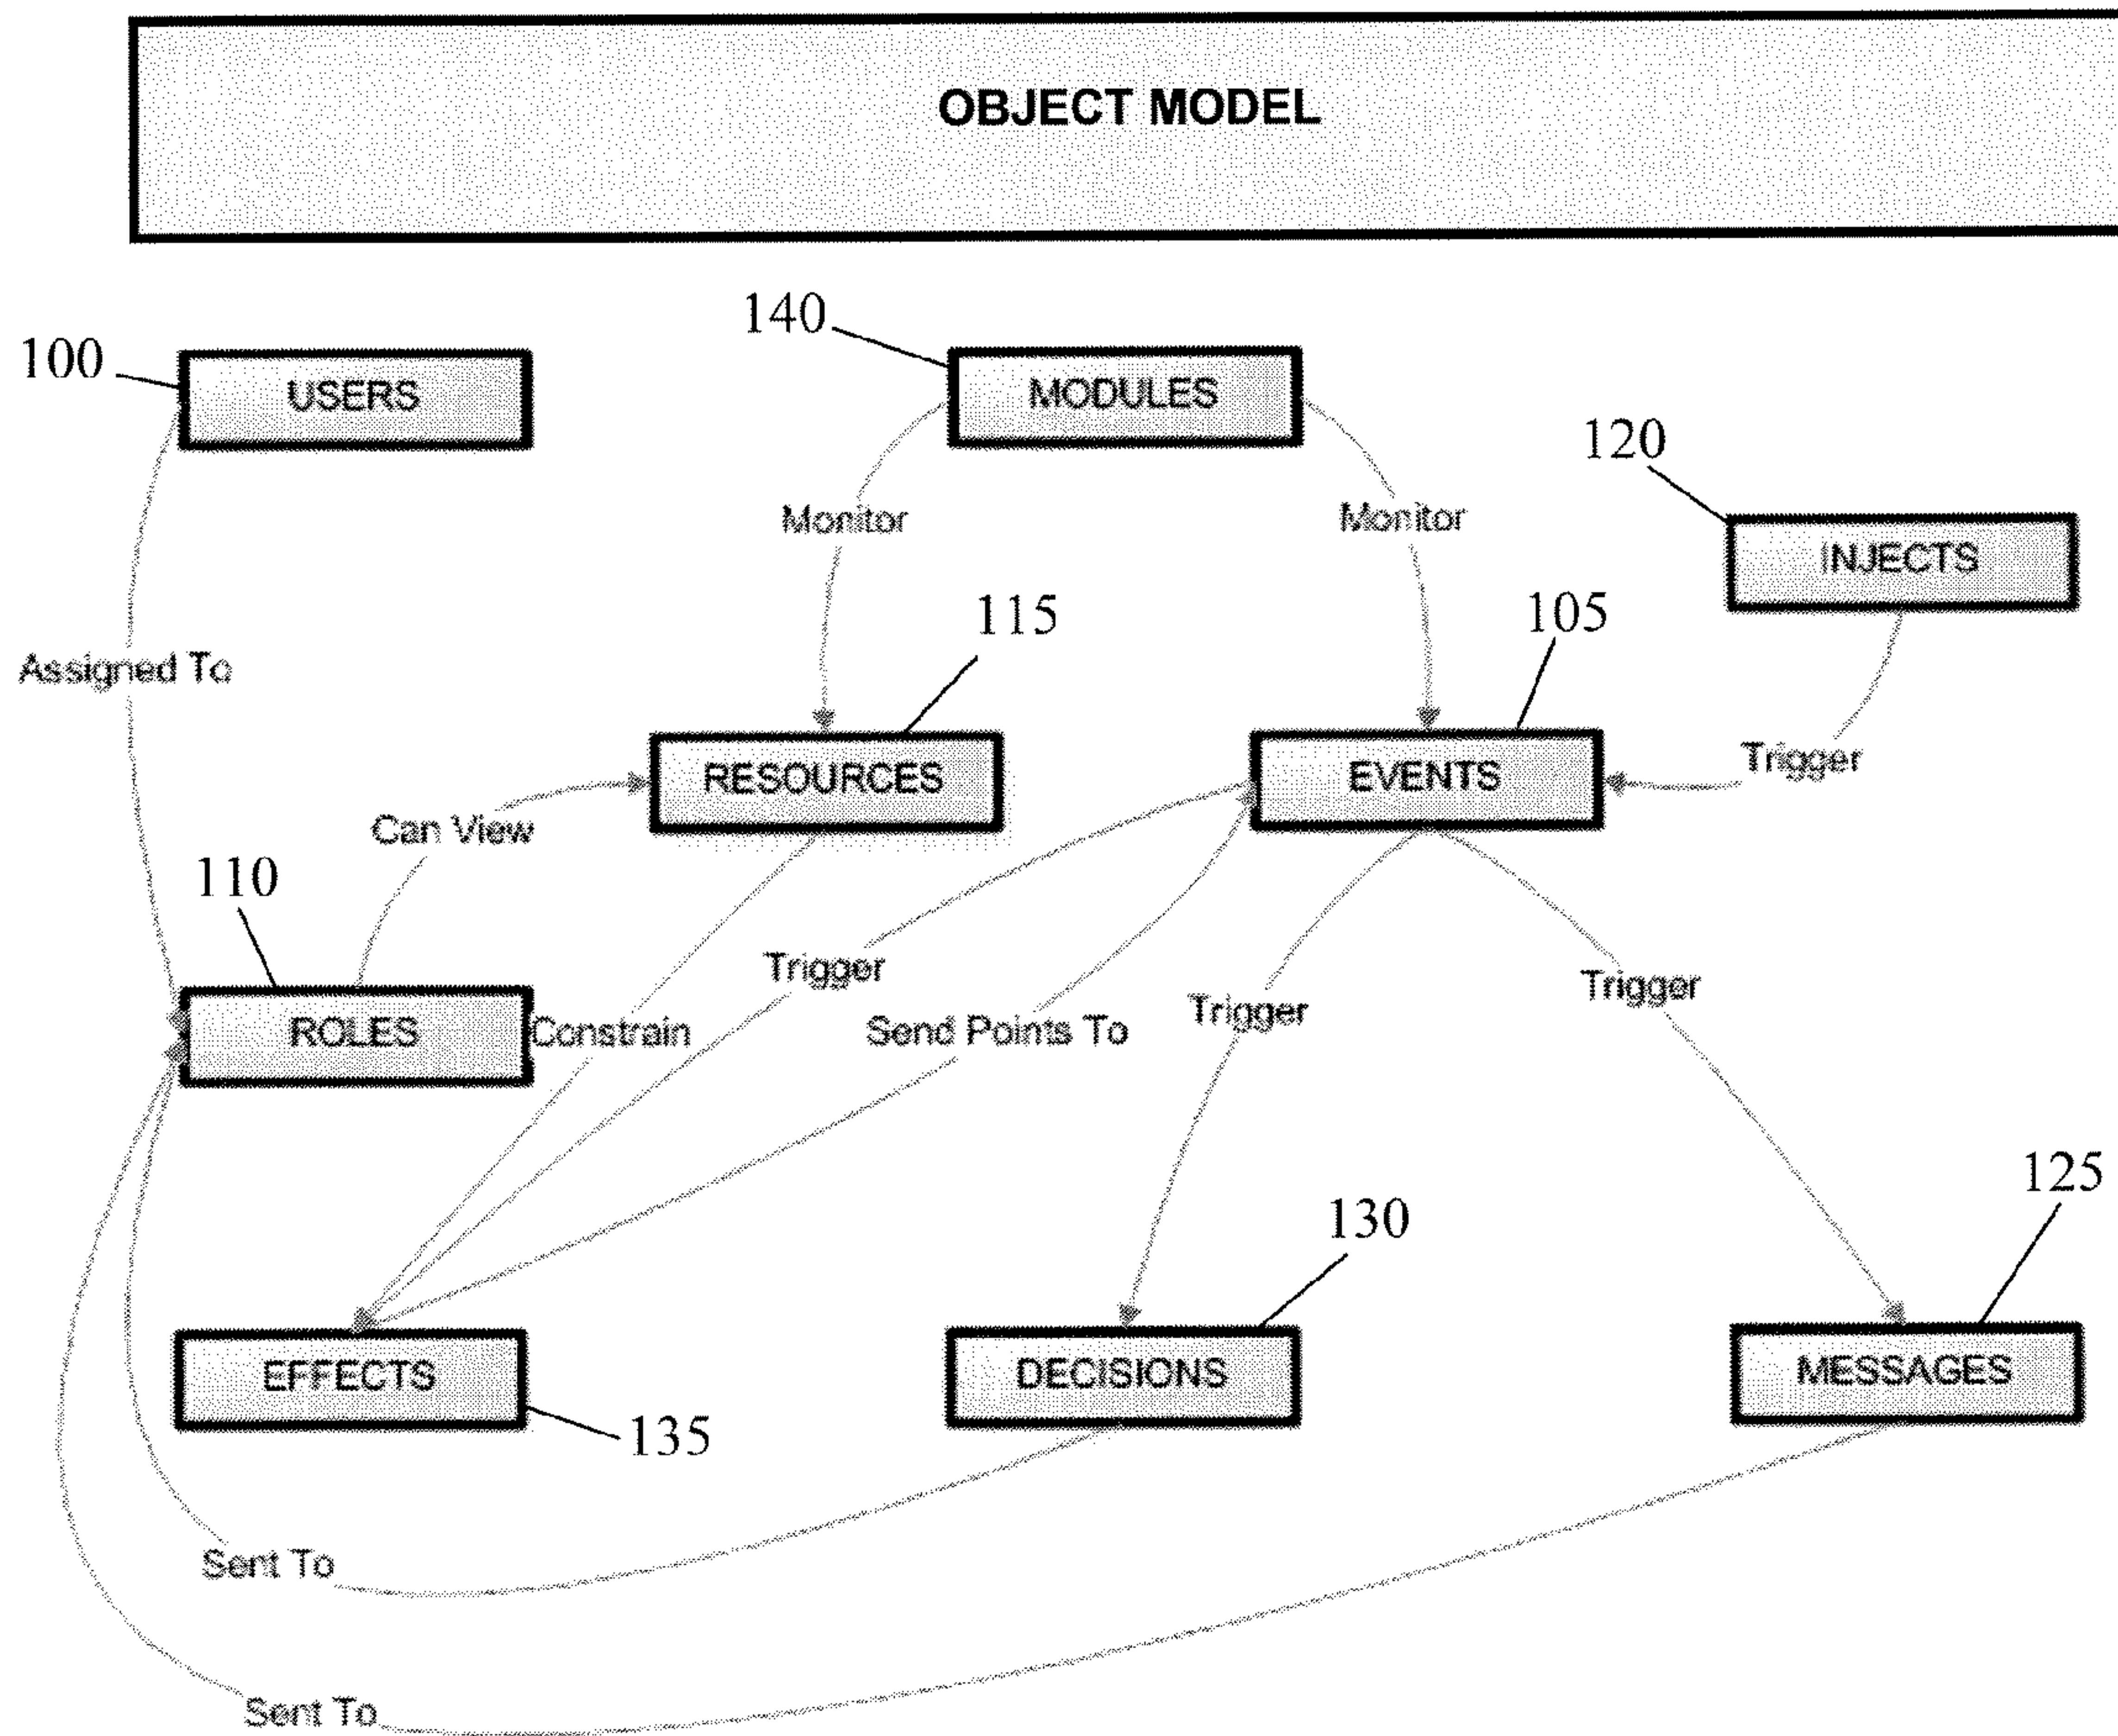 OBJECT MODEL
140
100
USERS
MODULES
120
Monitor
Monitor
INJECTS
115
105
Assigned To
Trigger
RESOURCES
EVENTS
Can View
110
Trigger
Trigger
Trigger
ROLES
Constrain
Send Points To
125
130
EFFECTS
DECISIONS
MESSAGES
135
Sent To
Sent To